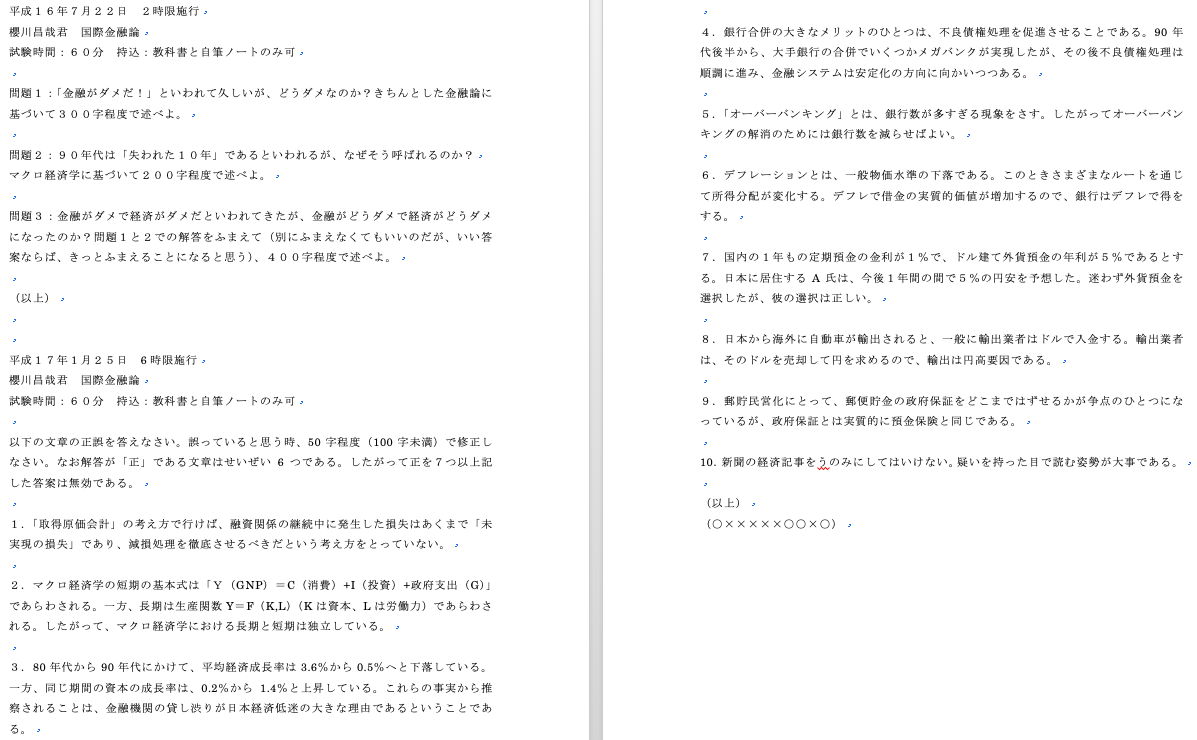 平成１６年７月２２日　２時限施行
櫻川昌哉君　国際金融論
試験時間：６０分　持込：教科書と自筆ノートのみ可
問題１：「金融がダメだ！」といわれて久しいが、どうダメなのか？きちんとした金融論に
基づいて３００字程度で述べよ。
問題２：９０年代は「失われた１０年」であるといわれるが、なぜそう呼ばれるのか？
マクロ経済学に基づいて２００字程度で述べよ。
問題３：金融がダメで経済がダメだといわれてきたが、金融がどうダメで経済がどうダメ
になったのか？問題１と２での解答をふまえて（別にふまえなくてもいいのだが、いい答
案ならば、きっとふまえることになると思う）、４００字程度で述べよ。
（以上）
平成１７年１月２５日　6 時限施行
櫻川昌哉君　国際金融論
試験時間：６０分　持込：教科書と自筆ノートのみ可
以下の文章の正誤を答えなさい。誤っていると思う時、50 字程度（100 字未満）で修正し
なさい。なお解答が「正」である文章はせいぜい 6 つである。したがって正を７つ以上記
した答案は無効である。
１．「取得原価会計」の考え方で行けば、融資関係の継続中に発生した損失はあくまで「未
実現の損失」であり、減損処理を徹底させるべきだという考え方をとっていない。
２．マクロ経済学の短期の基本式は「Ｙ（GNP）＝C（消費）+I（投資）+政府支出（G）」
であらわされる。一方、長期は生産関数 Y＝F（K,L）（K は資本、L は労働力）であらわさ
れる。したがって、マクロ経済学における長期と短期は独立している。
３．80 年代から 90 年代にかけて、平均経済成長率は 3.6%から 0.5%へと下落している。
一方、同じ期間の資本の成長率は、0.2%から 1.4%と上昇している。これらの事実から推
察されることは、金融機関の貸し渋りが日本経済低迷の大きな理由であるということであ
る。
４．銀行合併の大きなメリットのひとつは、不良債権処理を促進させることである。90 年
代後半から、大手銀行の合併でいくつかメガバンクが実現したが、その後不良債権処理は
順調に進み、金融システムは安定化の方向に向かいつつある。
５．「オーバーバンキング」とは、銀行数が多すぎる現象をさす。したがってオーバーバン
キングの解消のためには銀行数を減らせばよい。
６．デフレーションとは、一般物価水準の下落である。このときさまざまなルートを通じ
て所得分配が変化する。デフレで借金の実質的価値が増加するので、銀行はデフレで得を
する。
７．国内の１年もの定期預金の金利が１％で、ドル建て外貨預金の年利が５％であるとす
る。日本に居住する A 氏は、今後１年間の間で５％の円安を予想した。迷わず外貨預金を
選択したが、彼の選択は正しい。
８．日本から海外に自動車が輸出されると、一般に輸出業者はドルで入金する。輸出業者
は、そのドルを売却して円を求めるので、輸出は円高要因である。
９．郵貯民営化にとって、郵便貯金の政府保証をどこまではずせるかが争点のひとつにな
っているが、政府保証とは実質的に預金保険と同じである。
10. 新聞の経済記事をうのみにしてはいけない。疑いを持った目で読む姿勢が大事である。
（以上）
（○×××××○○×○）